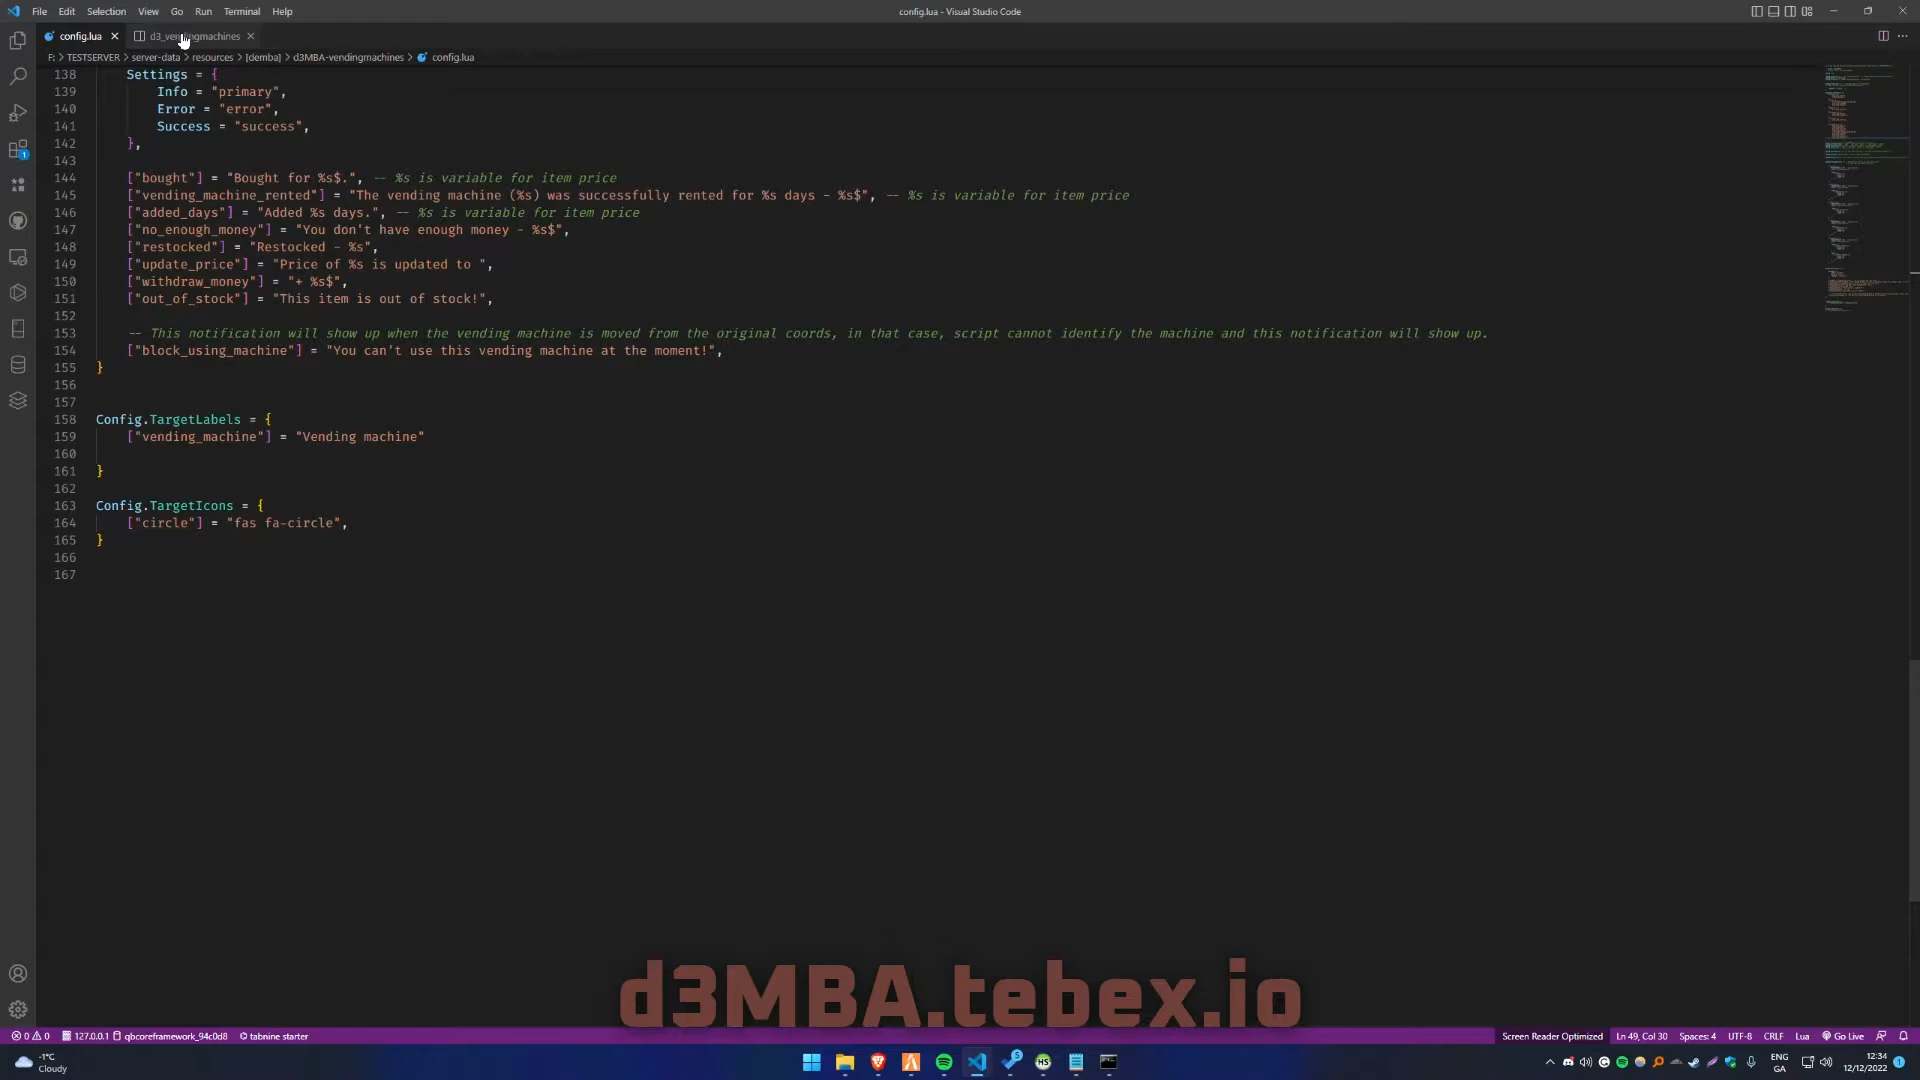 File Edit Selection View Go Run Terminal Help
config.lua - Visual Studio Code
config.lua
d3_vendingmachines
F: > TESTSERVER > server-data > resources > [demba] > d3MBA-vendingmachines > config.lua
138 Settings = {
139 Info = "primary",
140 Error = "error",
141 Success = "success",
142 },
143
144 ["bought"] = "Bought for %s$.", -- %s is variable for item price
145 ["vending_machine_rented"] = "The vending machine (%s) was successfully rented for %s days - %s$", -- %s is variable for item price
146 ["added_days"] = "Added %s days.", -- %s is variable for item price
147 ["no_enough_money"] = "You don't have enough money - %s$",
148 ["restocked"] = "Restocked - %s",
149 ["update_price"] = "Price of %s is updated to ",
150 ["withdraw_money"] = "+ %s$",
151 ["out_of_stock"] = "This item is out of stock!",
152
153 -- This notification will show up when the vending machine is moved from the original coords, in that case, script cannot identify the machine and this notification will show up.
154 ["block_using_machine"] = "You can't use this vending machine at the moment!",
155 }
156
157
158 Config.TargetLabels = {
159 ["vending_machine"] = "Vending machine"
160
161 }
162
163 Config.TargetIcons = {
164 ["circle"] = "fas fa-circle",
165 }
166
167
d3MBA.tebex.io
0 0 127.0.0.1 qbcoreframework_94c0d8 tabnine starter
Screen Reader Optimized Ln 49, Col 30 Spaces: 4 UTF-8 CRLF Lua Go Live
-1°C
Cloudy
ENG
GA
12:34
12/12/2022